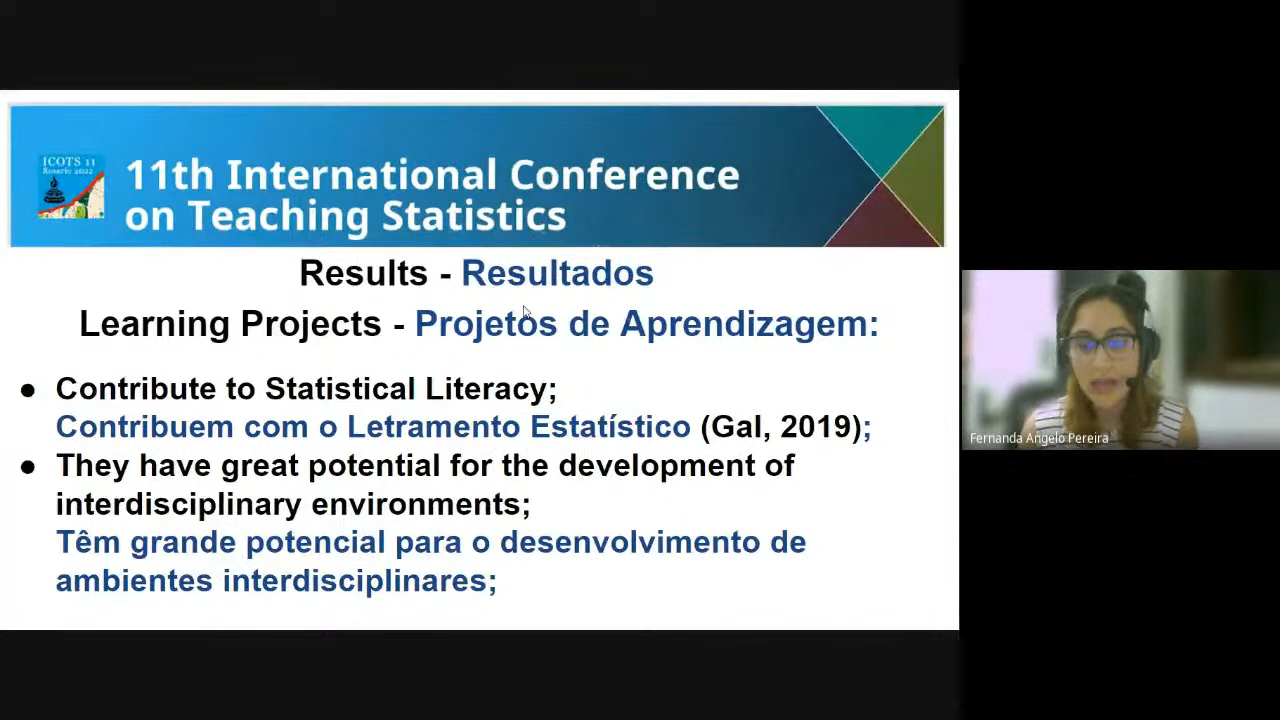 ICOTS 11
Rosario 2022
11th International Conference
on Teaching Statistics
Results - Resultados
Learning Projects - Projetos de Aprendizagem:
● Contribute to Statistical Literacy;
Contribuem com o Letramento Estatístico (Gal, 2019);
● They have great potential for the development of
interdisciplinary environments;
Têm grande potencial para o desenvolvimento de
ambientes interdisciplinares;
Fernanda Angelo Pereira